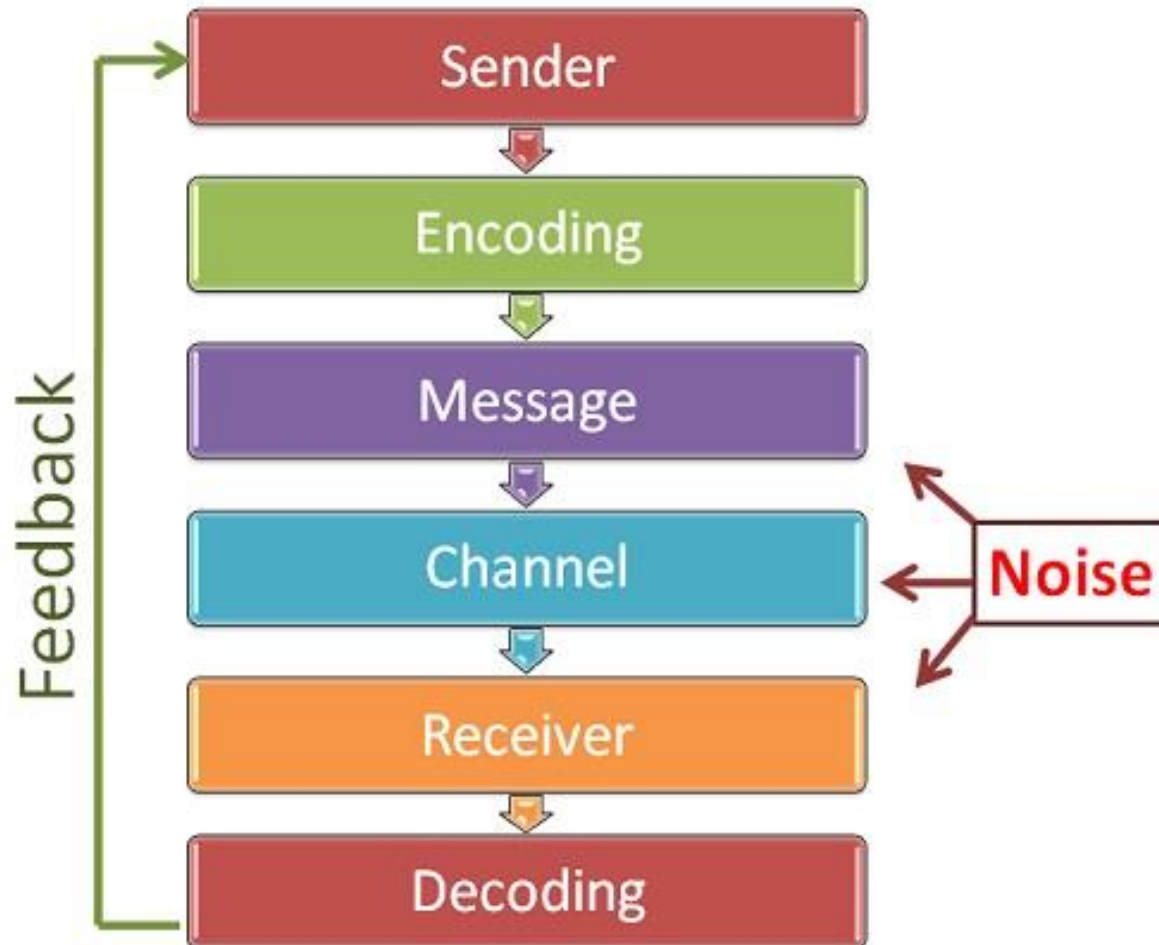 Sender
Encoding
Message
Channel
Receiver
Decoding
Feedback
Noise